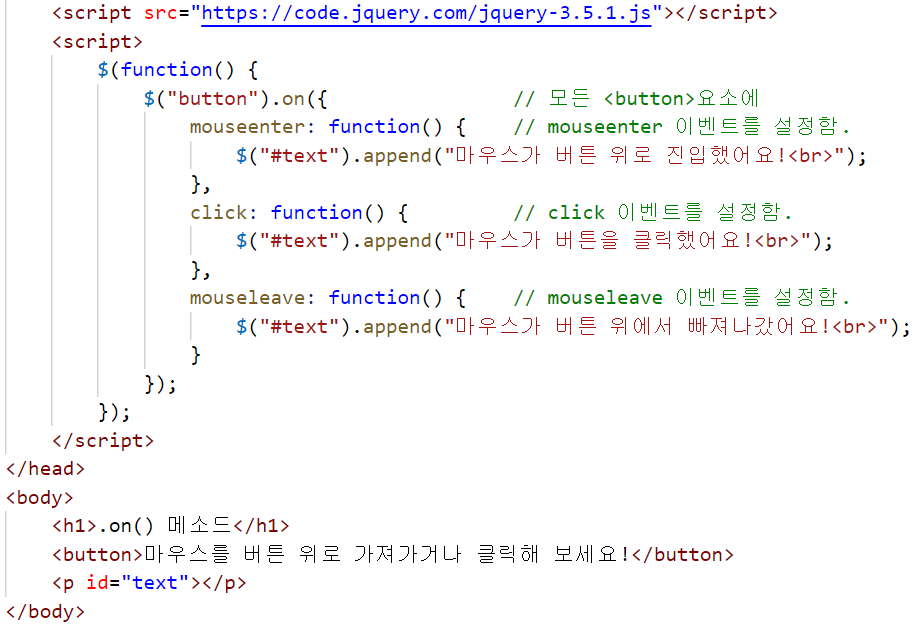 <script src="https://code.jquery.com/jquery-3.5.1.js"></script>
<script>
$(function() {
$("button").on({ // 모든 <button>요소에
mouseenter: function() { // mouseenter 이벤트를 설정함.
$("#text").append("마우스가 버튼 위로 진입했어요!<br>");
},
click: function() { // click 이벤트를 설정함.
$("#text").append("마우스가 버튼을 클릭했어요!<br>");
},
mouseleave: function() { // mouseleave 이벤트를 설정함.
$("#text").append("마우스가 버튼 위에서 빠져나갔어요!<br>");
}
});
});
</script>
</head>
<body>
<h1>.on() 메소드</h1>
<button>마우스를 버튼 위로 가져가거나 클릭해 보세요!</button>
<p id="text"></p>
</body>